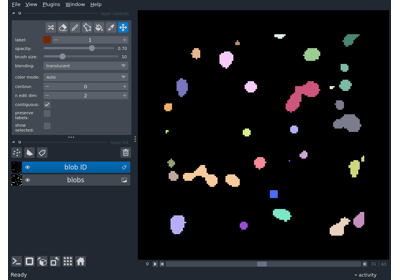 File View Plugins Window Help
label: 1
opacity: 0.70
brush size: 10
blending: translucent
color mode: auto
contour: 0
n edit dim: 2
contiguous: ✓
preserve
labels:
show
selected:
blob ID
blobs
0
Ready
activity